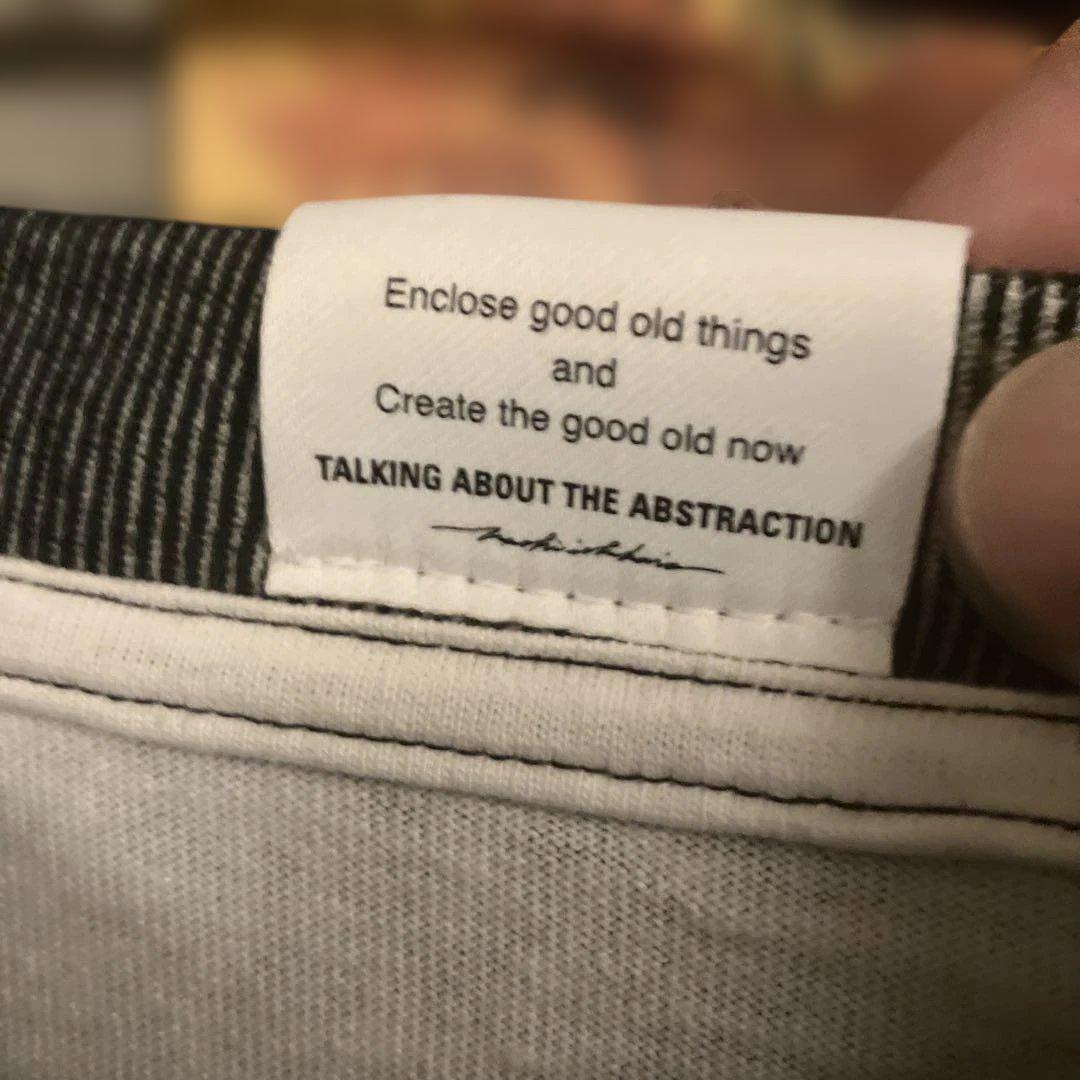 Enclose good old things
and
Create the good old now
TALKING ABOUT THE ABSTRACTION